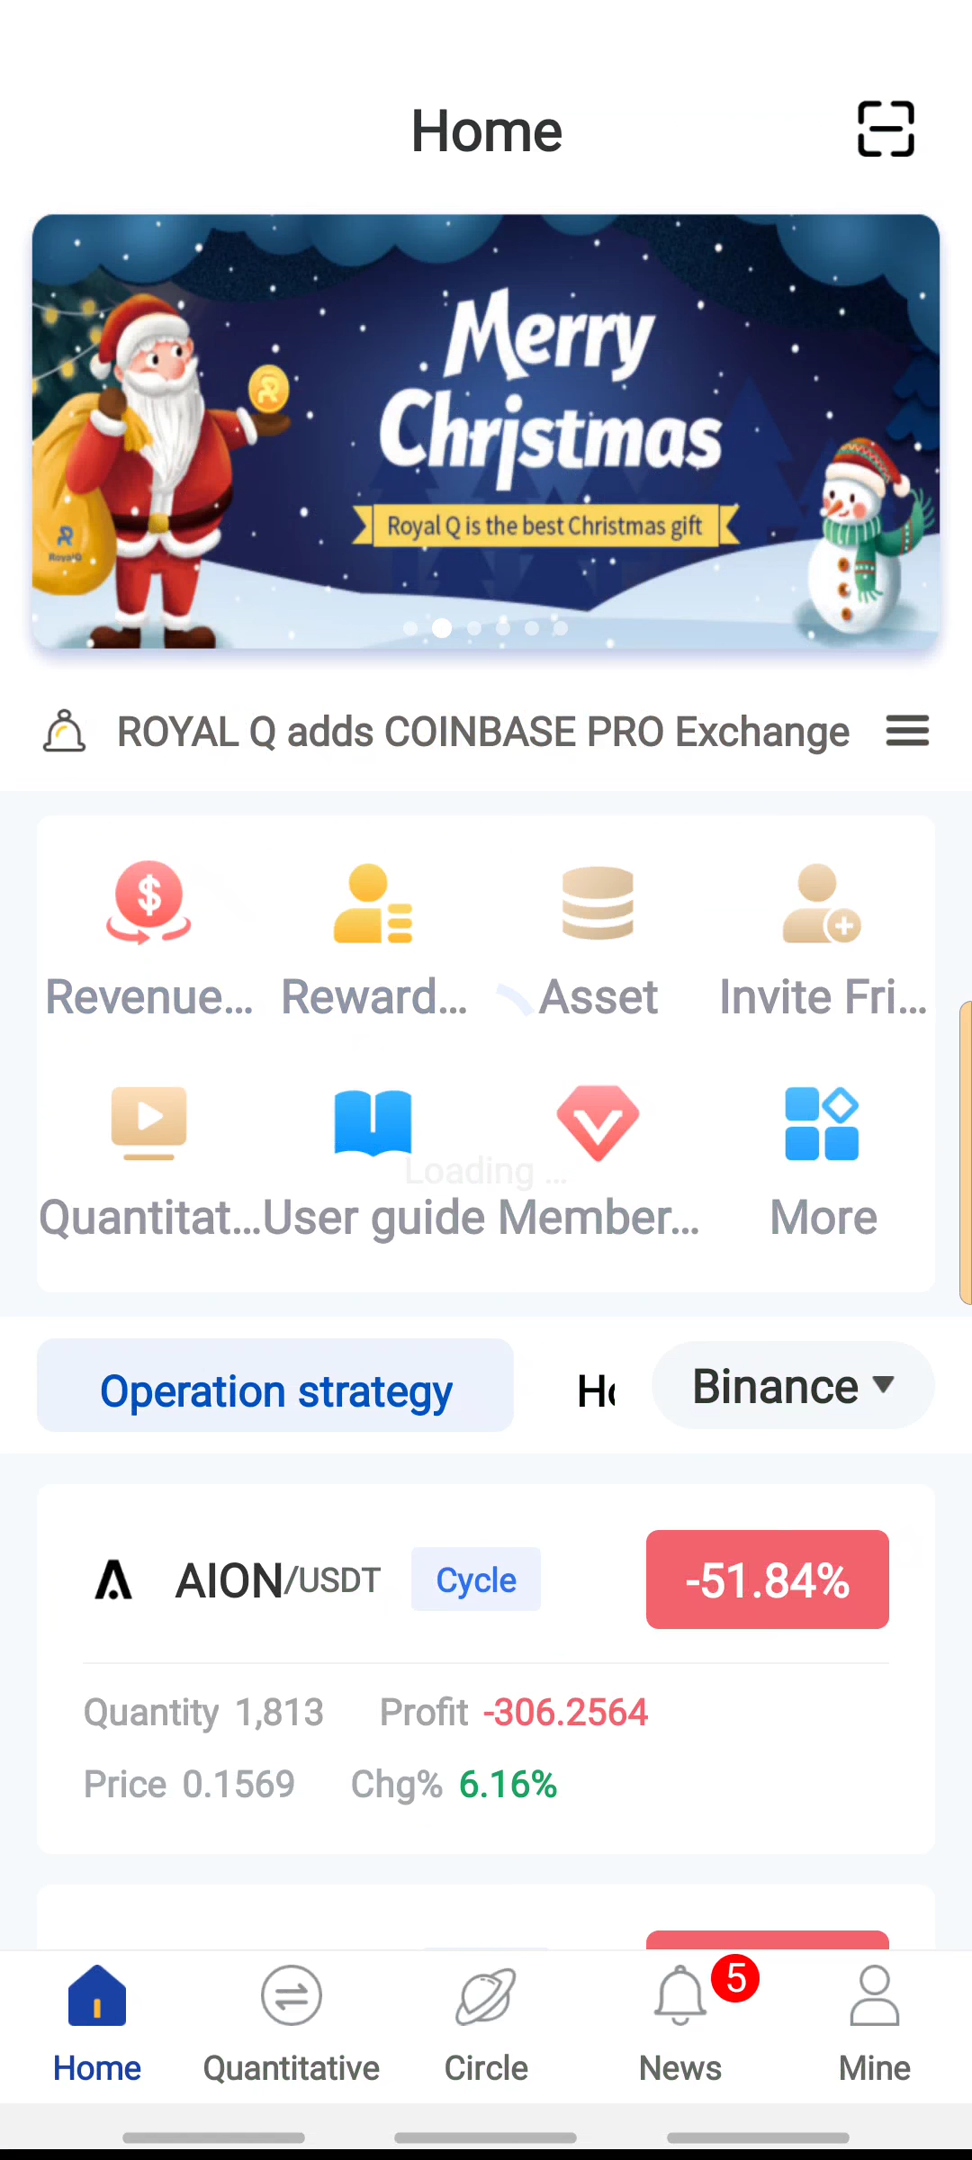 Home
Merry
Christmas
Royal Q is the best Christmas gift
RoyalQ
ROYAL Q adds COINBASE PRO Exchange
Revenue... Reward... Asset Invite Fri...
Loading ...
Quantitat... User guide Member... More
Operation strategy Ho Binance
AION/USDT Cycle -51.84%
Quantity 1,813 Profit -306.2564
Price 0.1569 Chg% 6.16%
5
Home Quantitative Circle News Mine